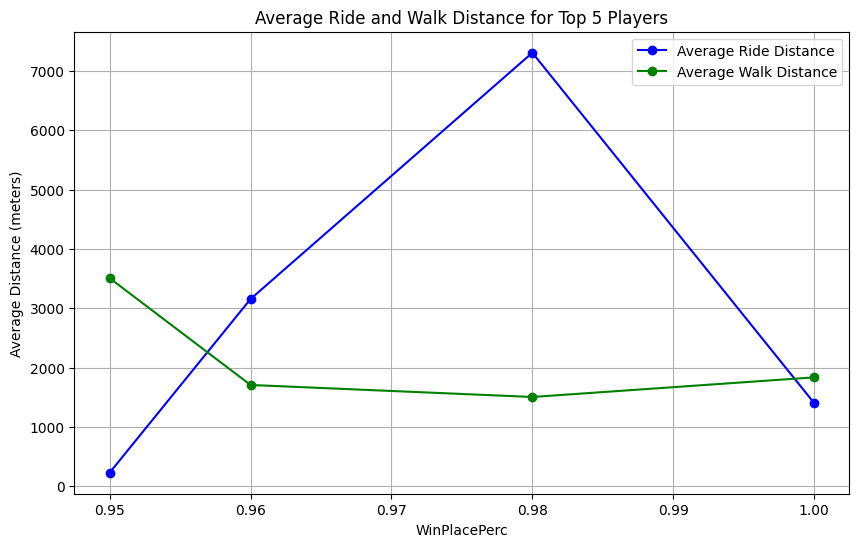 Average Ride and Walk Distance for Top 5 Players
Average Ride Distance
Average Walk Distance
Average Distance (meters)
7000
6000
5000
4000
3000
2000
1000
0
0.95 0.96 0.97 0.98 0.99 1.00
WinPlacePerc